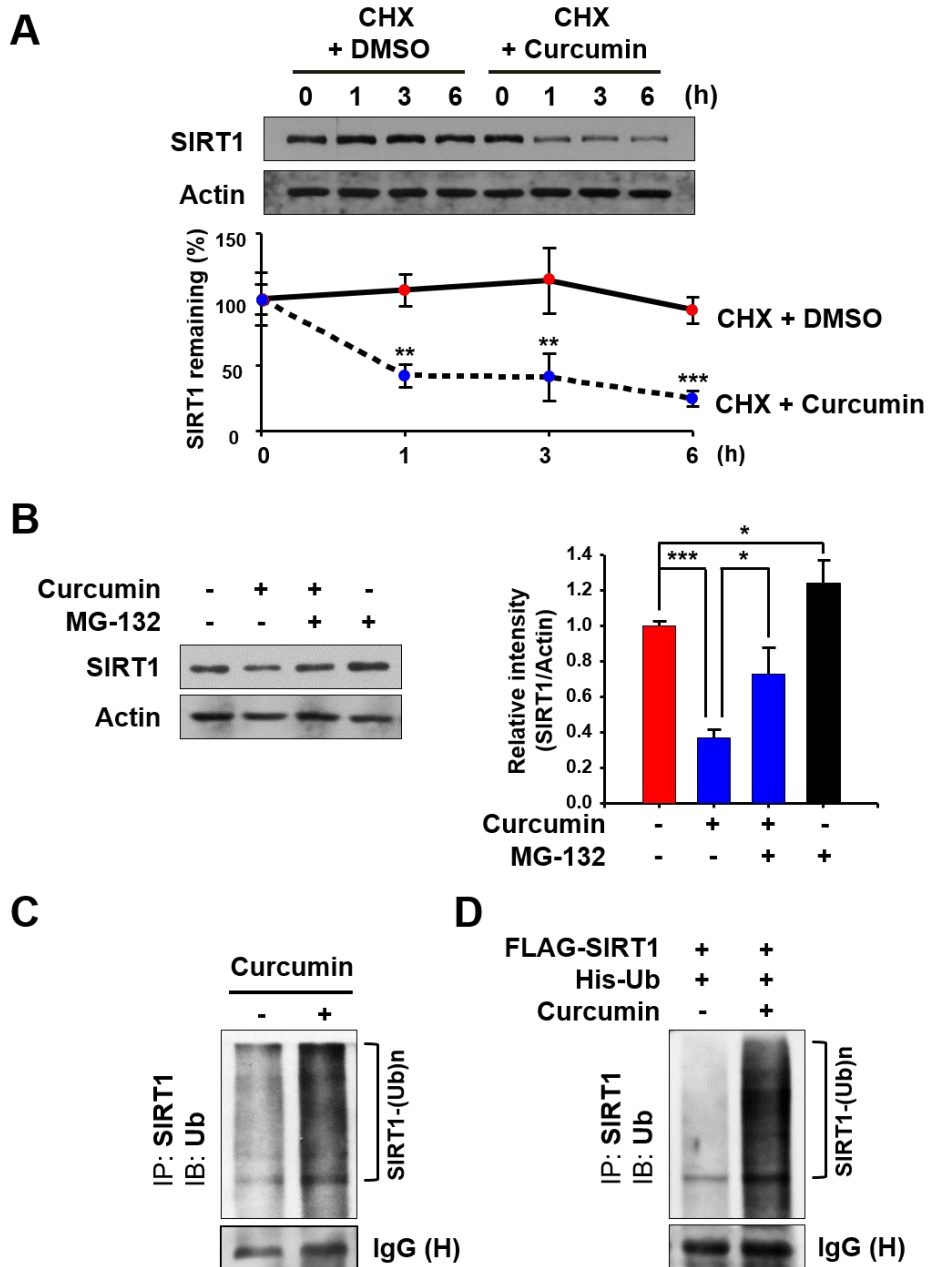 A
CHX
+ DMSO
CHX
+ Curcumin
0 1 3 6 0 1 3 6 (h)
SIRT1
Actin
SIRT1 remaining (%)
150
100
50
0
** ** ***
CHX + DMSO
CHX + Curcumin
0 1 3 6 (h)
B
Curcumin - + + -
MG-132 - - + +
SIRT1
Actin
Relative intensity
(SIRT1/Actin)
*
*** *
1.4
1.2
1.0
0.8
0.6
0.4
0.2
0.0
Curcumin - + + -
MG-132 - - + +
C
Curcumin
- +
IP: SIRT1
IB: Ub
SIRT1-(Ub)n
IgG (H)
D
FLAG-SIRT1 + +
His-Ub + +
Curcumin - +
IP: SIRT1
IB: Ub
SIRT1-(Ub)n
IgG (H)